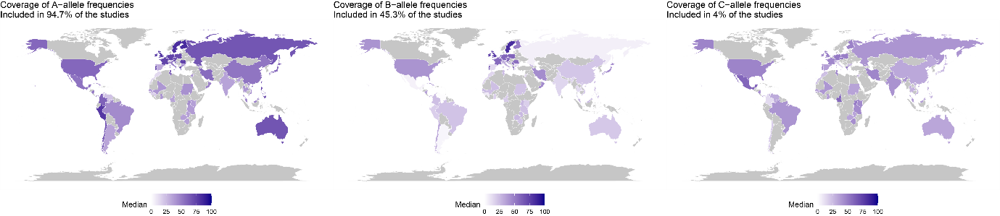 Coverage of A−allele frequencies
Included in 94.7% of the studies
Median
0 25 50 75 100
Coverage of B−allele frequencies
Included in 45.3% of the studies
Median
0 25 50 75 100
Coverage of C−allele frequencies
Included in 4% of the studies
Median
0 25 50 75 100